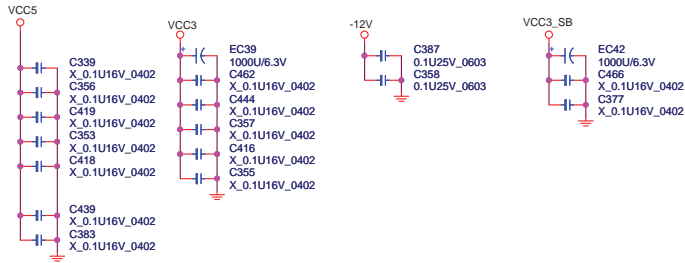 VCC5
C339
X_0.1U16V_0402
C356
X_0.1U16V_0402
C419
X_0.1U16V_0402
C353
X_0.1U16V_0402
C418
X_0.1U16V_0402
C439
X_0.1U16V_0402
C383
X_0.1U16V_0402
VCC3
+
EC39
1000U/6.3V
C462
X_0.1U16V_0402
C444
X_0.1U16V_0402
C357
X_0.1U16V_0402
C416
X_0.1U16V_0402
C355
X_0.1U16V_0402
-12V
C387
0.1U25V_0603
C358
0.1U25V_0603
VCC3_SB
+
EC42
1000U/6.3V
C466
X_0.1U16V_0402
C377
X_0.1U16V_0402